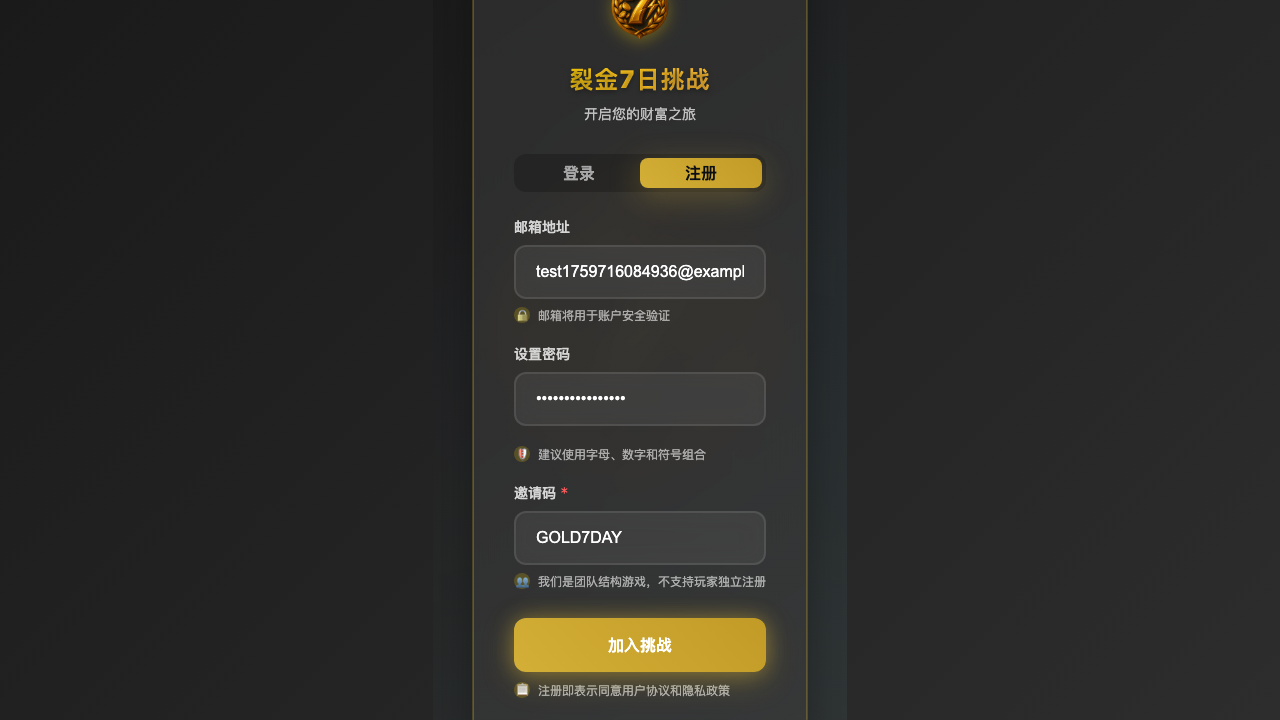 7
裂金7日挑战
开启您的财富之旅
登录
注册
邮箱地址
test1759716084936@exampl
邮箱将用于账户安全验证
设置密码
••••••••••••••••
建议使用字母、数字和符号组合
邀请码 *
GOLD7DAY
我们是团队结构游戏，不支持玩家独立注册
加入挑战
注册即表示同意用户协议和隐私政策